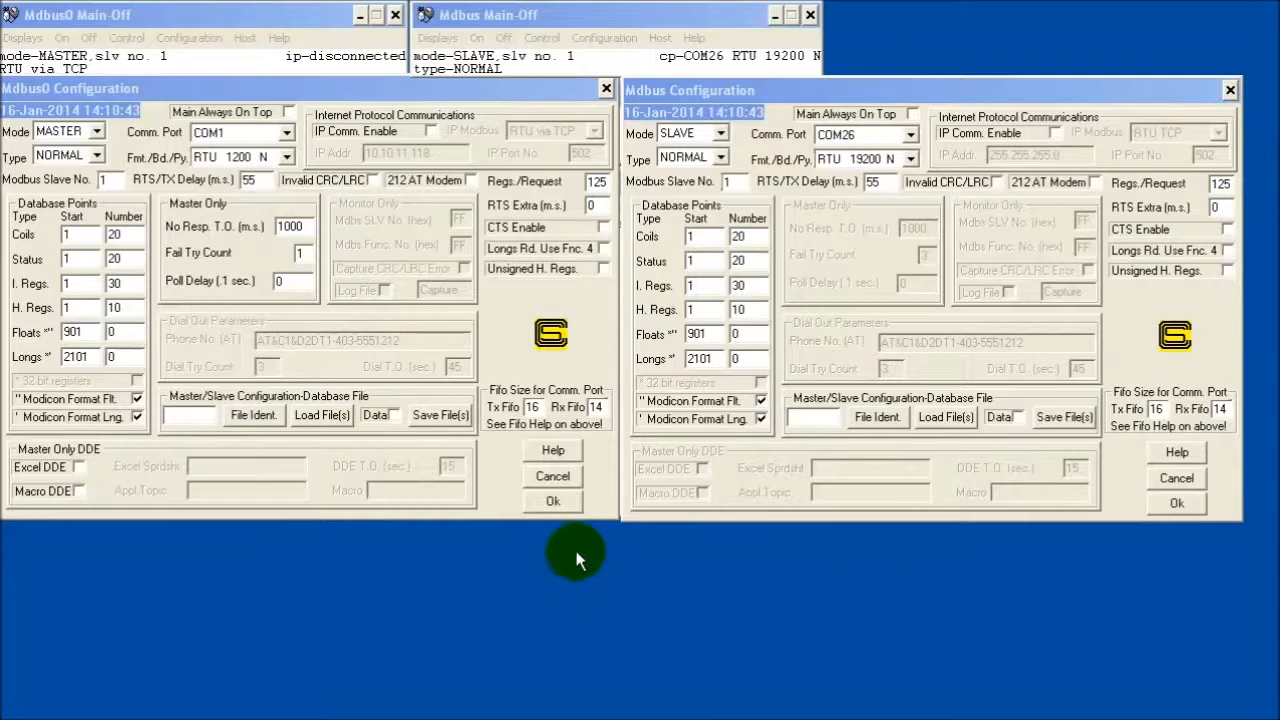 Mdbus0 Main-Off
Displays On Off Control Configuration Host Help
mode-MASTER,slv no. 1 ip-disconnected
RTU via TCP
Mdbus Main-Off
Displays On Off Control Configuration Host Help
mode-SLAVE,slv no. 1 cp-COM26 RTU 19200 N
type-NORMAL
Mdbus0 Configuration
16-Jan-2014 14:10:43 Main Always On Top
Internet Protocol Communications
Mode MASTER Comm. Port COM1 IP Comm. Enable IP Modbus RTU via TCP
Type NORMAL Fmt./Bd./Py. RTU 1200 N IP Addr 10.10.11.118 IP Port No 502
Modbus Slave No. 1 RTS/TX Delay (m.s.) 55 Invalid CRC/LRC 212 AT Modem Regs./Request 125
Database Points
Type Start Number
Coils 1 20
Status 1 20
I. Regs. 1 30
H. Regs. 1 10
Floats *" 901 0
Longs *' 2101 0
* 32 bit registers
" Modicon Format Flt.
' Modicon Format Lng.
Master Only
No Resp. T.O. (m.s.) 1000
Fail Try Count 1
Poll Delay (.1 sec.) 0
Monitor Only
Mdbs SLV No. (hex) FF
Mdbs Func. No. (hex) FF
Capture CRC/LRC Error
Log File Capture...
RTS Extra (m.s.) 0
CTS Enable
Longs Rd. Use Fnc. 4
Unsigned H. Regs.
Dial Out Parameters
Phone No. (AT) AT&C1&D2DT1-403-5551212
Dial Try Count 3 Dial T.O. (sec.) 45
Master/Slave Configuration-Database File
File Ident. Load File(s) Data Save File(s)
Fifo Size for Comm. Port
Tx Fifo 16 Rx Fifo 14
See Fifo Help on above!
Master Only DDE
Excel DDE Excel Sprdsht DDE T.O. (sec.) 15
Macro DDE Appl.Topic Macro
Help
Cancel
Ok
Mdbus Configuration
16-Jan-2014 14:10:43 Main Always On Top
Internet Protocol Communications
Mode SLAVE Comm. Port COM26 IP Comm. Enable IP Modbus RTU TCP
Type NORMAL Fmt./Bd./Py. RTU 19200 N IP Addr. 255.255.255.0 IP Port No. 502
Modbus Slave No. 1 RTS/TX Delay (m.s.) 55 Invalid CRC/LRC 212 AT Modem Regs./Request 125
Database Points
Type Start Number
Coils 1 20
Status 1 20
I. Regs. 1 30
H. Regs. 1 10
Floats *" 901 0
Longs *' 2101 0
* 32 bit registers
" Modicon Format Flt.
' Modicon Format Lng.
Master Only
No Resp. T.O. (m.s.) 1000
Fail Try Count 3
Poll Delay (.1 sec.) 0
Monitor Only
Mdbs SLV No. (hex) FF
Mdbs Func. No. (hex) FF
Capture CRC/LRC Error
Log File Capture...
RTS Extra (m.s.) 0
CTS Enable
Longs Rd. Use Fnc. 4
Unsigned H. Regs.
Dial Out Parameters
Phone No. (AT) AT&C1&D2DT1-403-5551212
Dial Try Count 3 Dial T.O. (sec.) 45
Master/Slave Configuration-Database File
File Ident. Load File(s) Data Save File(s)
Fifo Size for Comm. Port
Tx Fifo 16 Rx Fifo 14
See Fifo Help on above!
Master Only DDE
Excel DDE Excel Sprdsht DDE T.O. (sec.) 15
Macro DDE Appl.Topic Macro
Help
Cancel
Ok